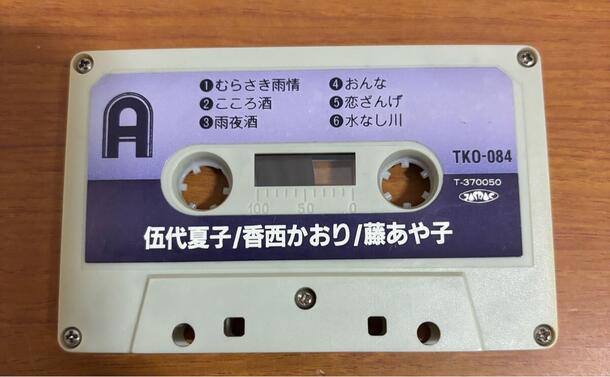 A
❶むらさき雨情
❷こころ酒
❸雨夜酒
❹おんな
❺恋ざんげ
❻水なし川
TKO-084
T-370050
JASRAC
100 50 0
伍代夏子/香西かおり/藤あや子